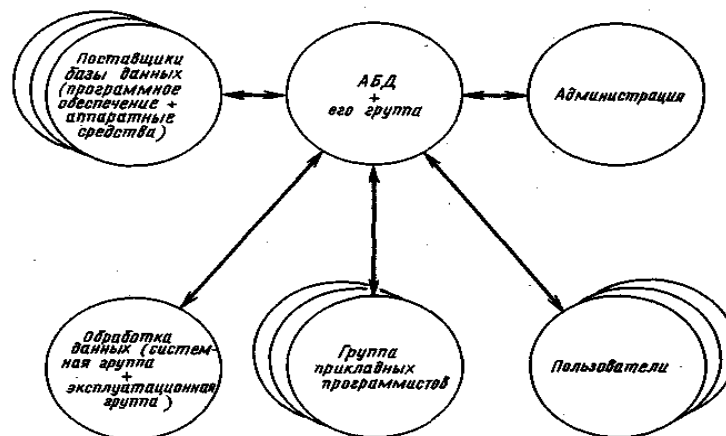 Поставщики
базы данных
(программное
обеспечение +
аппаратные
средства)
АБД
+
его группа
Администрация
Обработка
данных (систем-
ная группа
+
эксплуатационная
группа)
Группа
прикладных
программистов
Пользователи